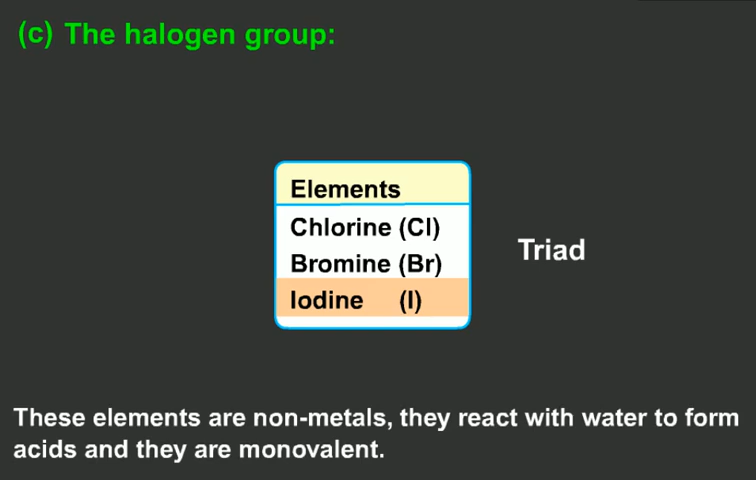 (c) The halogen group:
Elements
Chlorine (Cl)
Bromine (Br)
Iodine (I)
Triad
These elements are non-metals, they react with water to form
acids and they are monovalent.